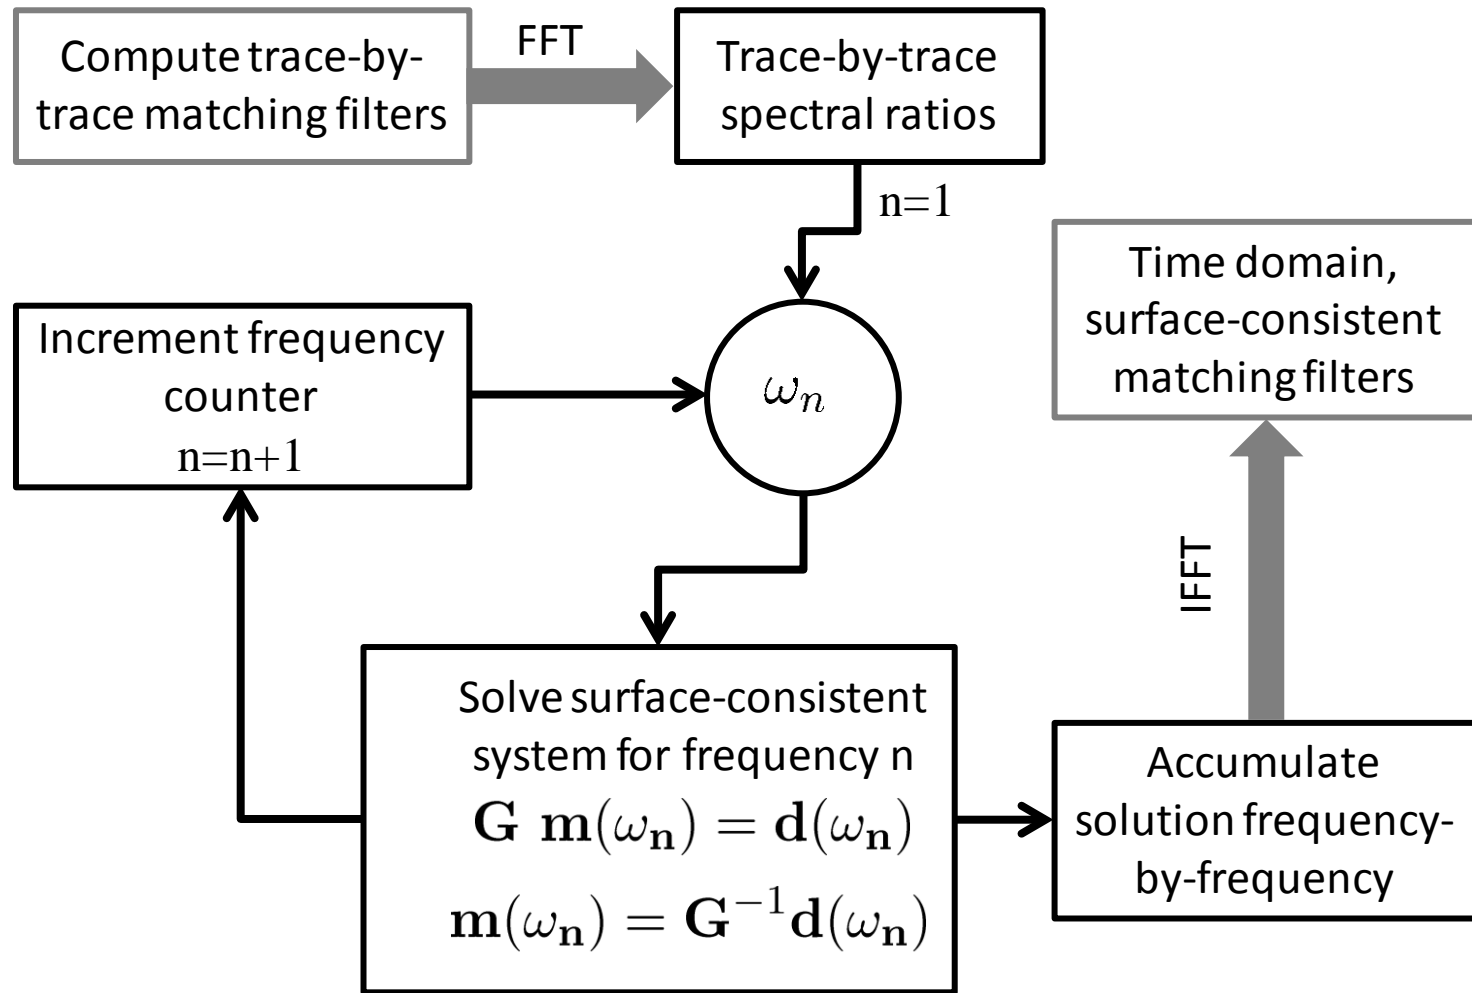 Compute trace-by-
trace matching filters
FFT
Trace-by-trace
spectral ratios
n=1
Time domain,
surface-consistent
matching filters
Increment frequency
counter
n=n+1
ωₙ
IFFT
Solve surface-consistent
system for frequency n
G m(ωₙ) = d(ωₙ)
m(ωₙ) = G⁻¹d(ωₙ)
Accumulate
solution frequency-
by-frequency